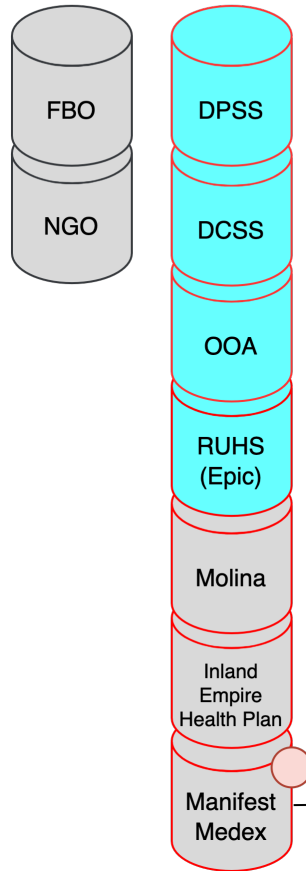 FBO
NGO
DPSS
DCSS
OOA
RUHS
(Epic)
Molina
Inland
Empire
Health Plan
Manifest
Medex